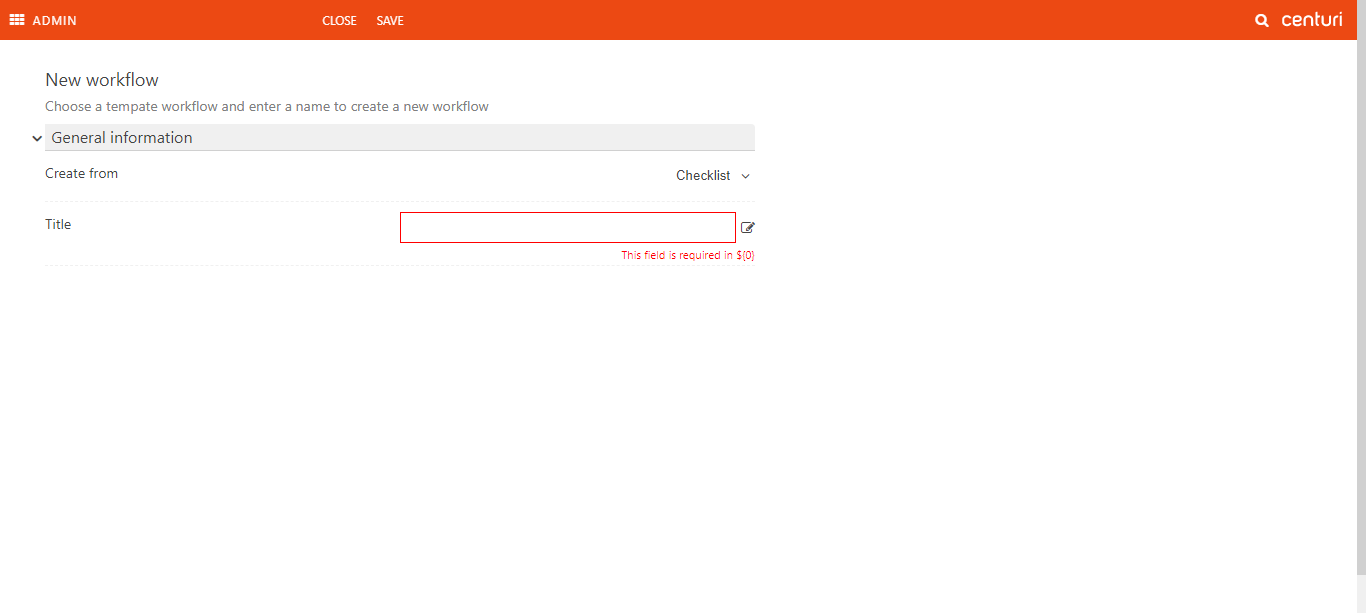 ADMIN CLOSE SAVE centuri
New workflow
Choose a tempate workflow and enter a name to create a new workflow
General information
Create from Checklist
Title
This field is required in ${0}